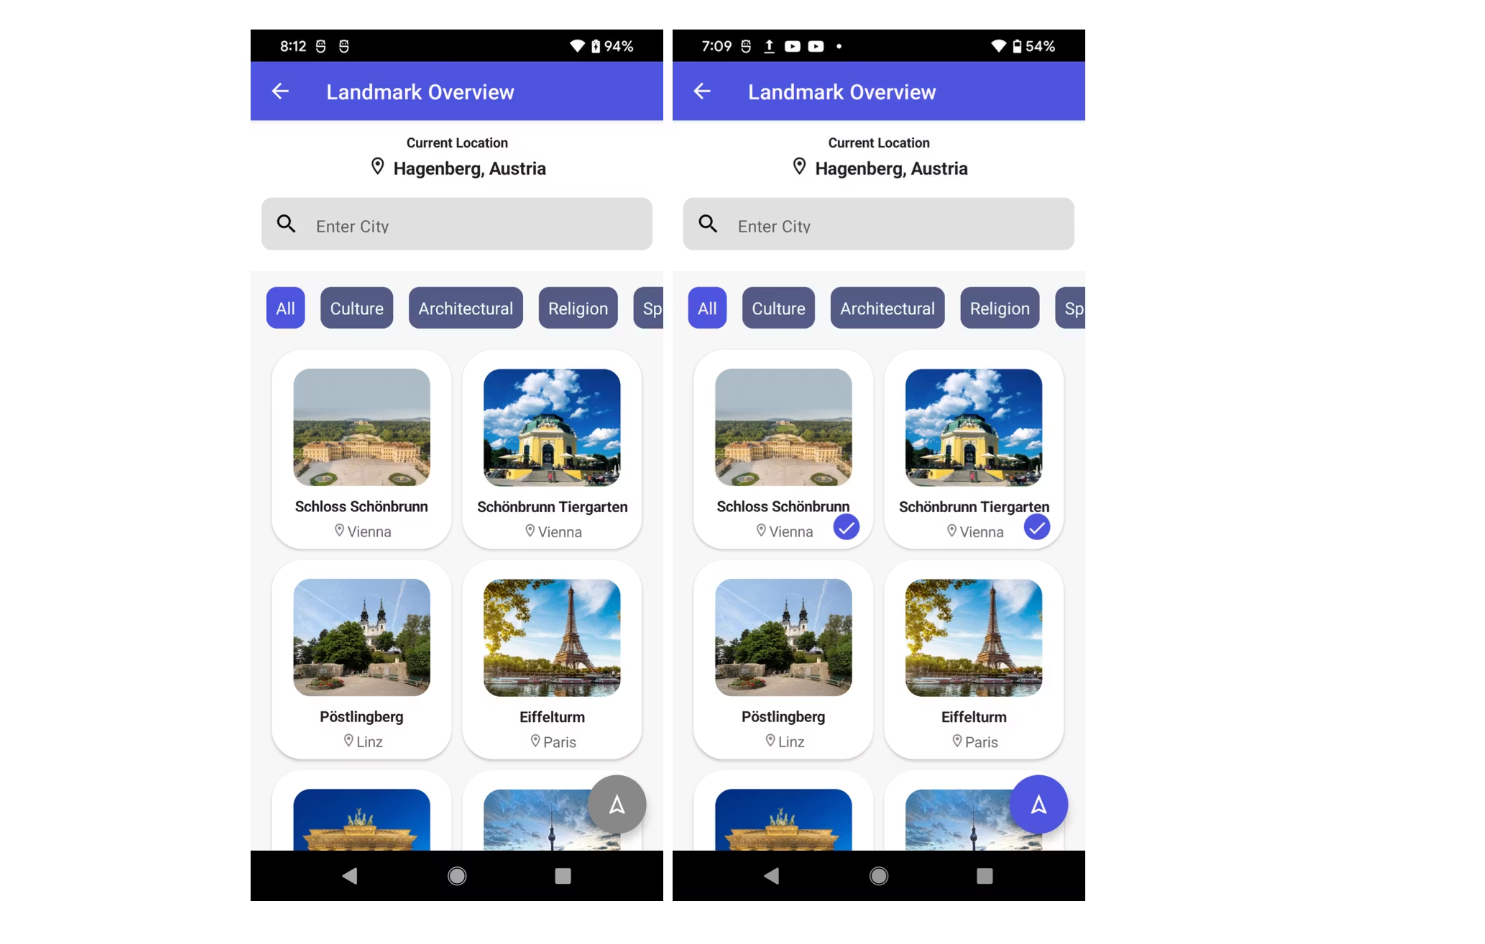 8:12 94%
Landmark Overview
Current Location
Hagenberg, Austria
Enter City
All Culture Architectural Religion Sp
Schloss Schönbrunn Schönbrunn Tiergarten
Vienna Vienna
Pöstlingberg Eiffelturm
Linz Paris
7:09 54%
Landmark Overview
Current Location
Hagenberg, Austria
Enter City
All Culture Architectural Religion Sp
Schloss Schönbrunn Schönbrunn Tiergarten
Vienna Vienna
Pöstlingberg Eiffelturm
Linz Paris